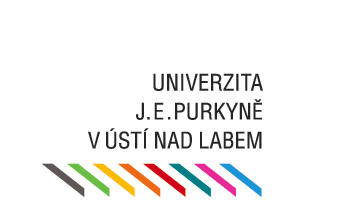 UNIVERZITA
J.E.PURKYNĚ
V ÚSTÍ NAD LABEM